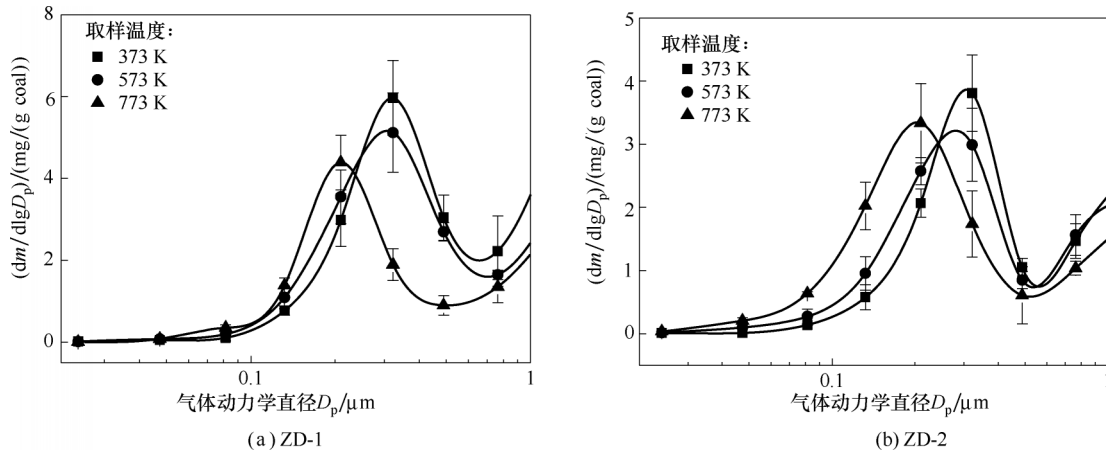 8
6
4
2
0
(dm/dlgDp)/(mg/(g coal))
取样温度：
373 K
573 K
773 K
0.1
1
气体动力学直径Dp/μm
(a) ZD-1
5
4
3
2
1
0
(dm/dlgDp)/(mg/(g coal))
取样温度：
373 K
573 K
773 K
0.1
1
气体动力学直径Dp/μm
(b) ZD-2